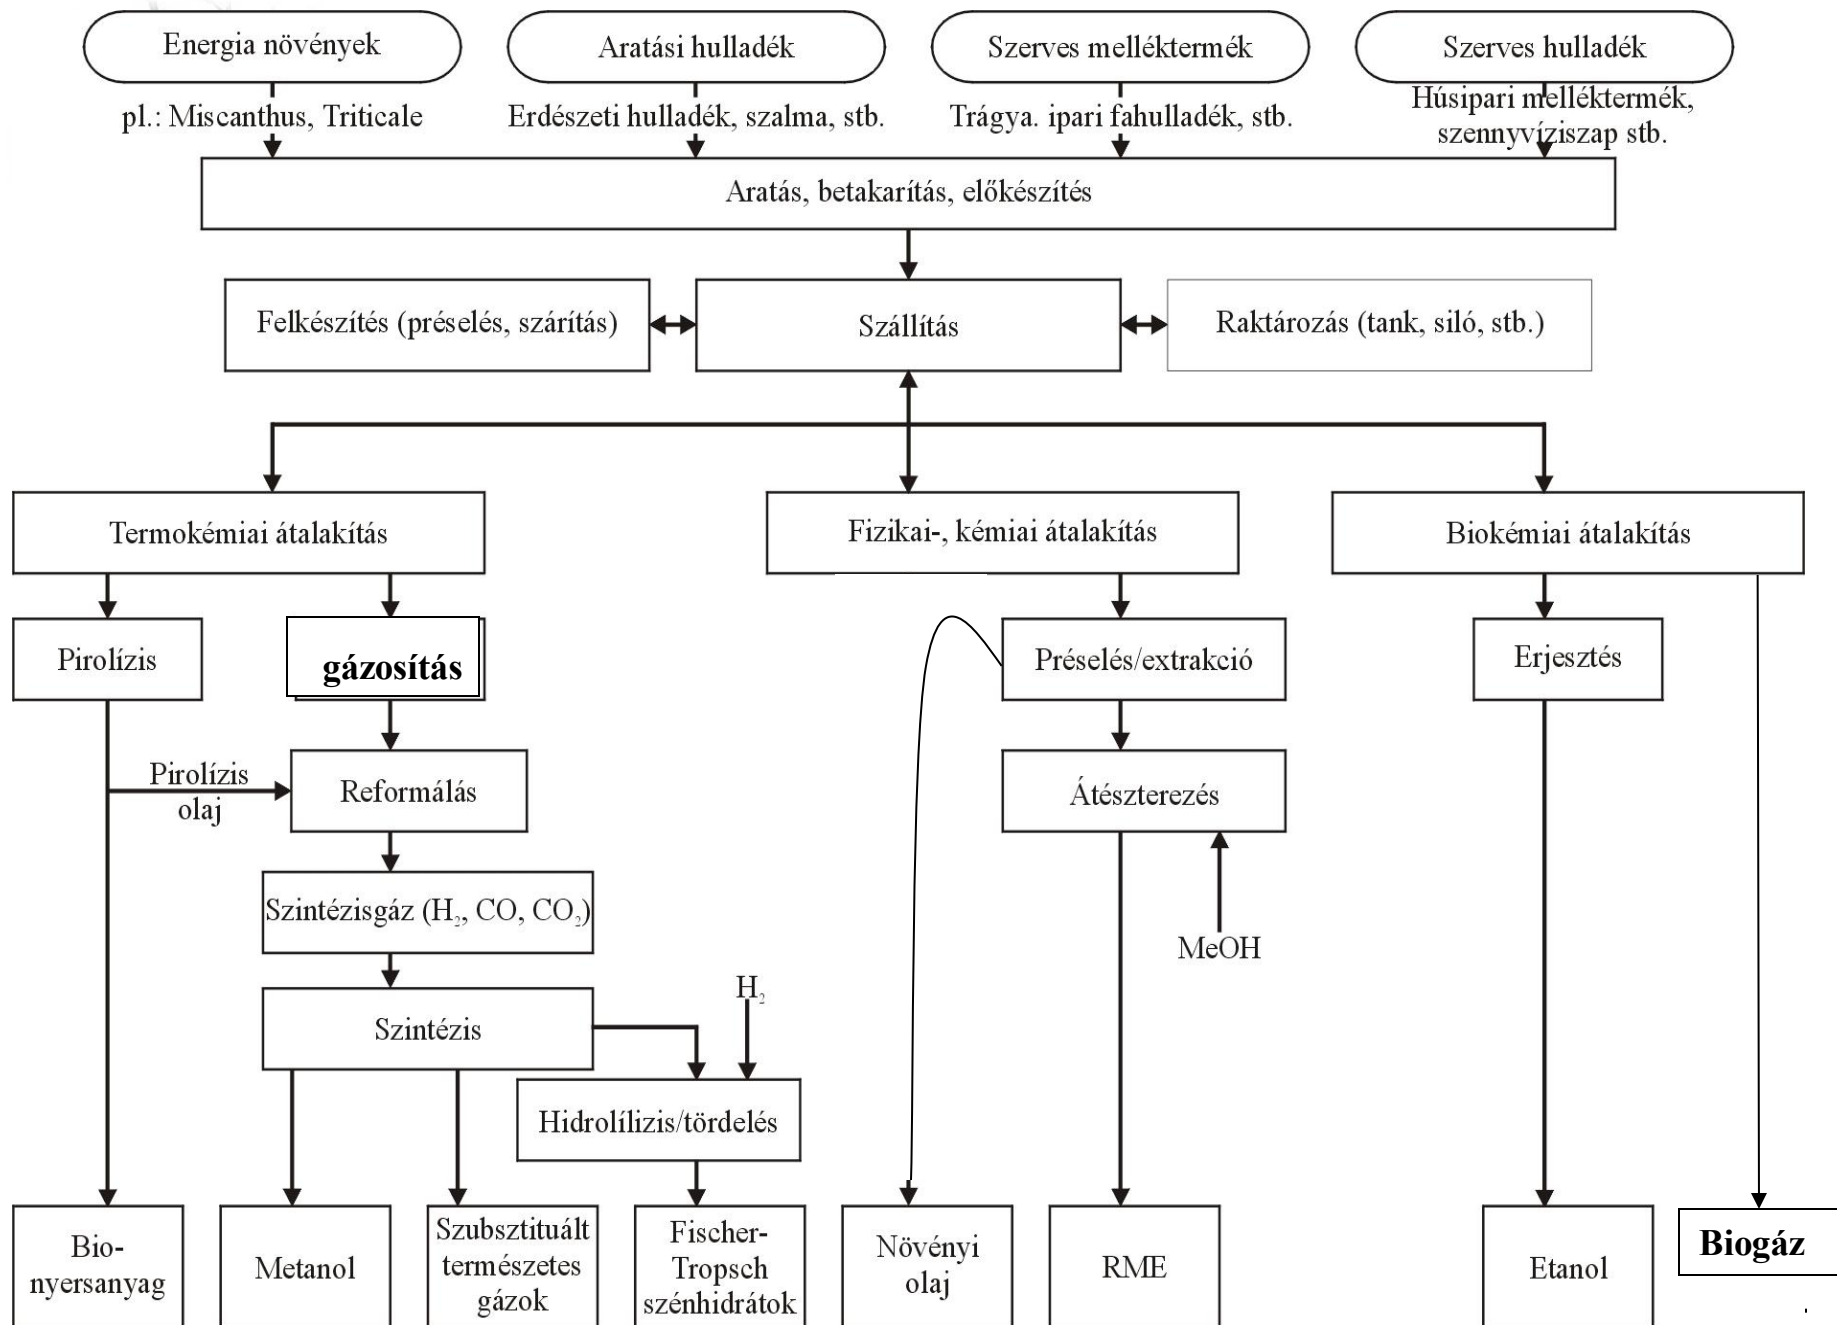 Energia növények
Aratási hulladék
Szerves melléktermék
Szerves hulladék
pl.: Miscanthus, Triticale
Erdészeti hulladék, szalma, stb.
Trágya. ipari fahulladék, stb.
Húsipari melléktermék,
szennyvíziszap stb.
Aratás, betakarítás, előkészítés
Felkészítés (préselés, szárítás)
Szállítás
Raktározás (tank, siló, stb.)
Termokémiai átalakítás
Fizikai-, kémiai átalakítás
Biokémiai átalakítás
Pirolízis
gázosítás
Préselés/extrakció
Erjesztés
Pirolízis
olaj
Reformálás
Átészterezés
Szintézisgáz (H₂, CO, CO₂)
MeOH
H₂
Szintézis
Hidrolílizis/tördelés
Bio-
nyersanyag
Metanol
Szubsztituált
természetes
gázok
Fischer-
Tropsch
szénhidrátok
Növényi
olaj
RME
Etanol
Biogáz